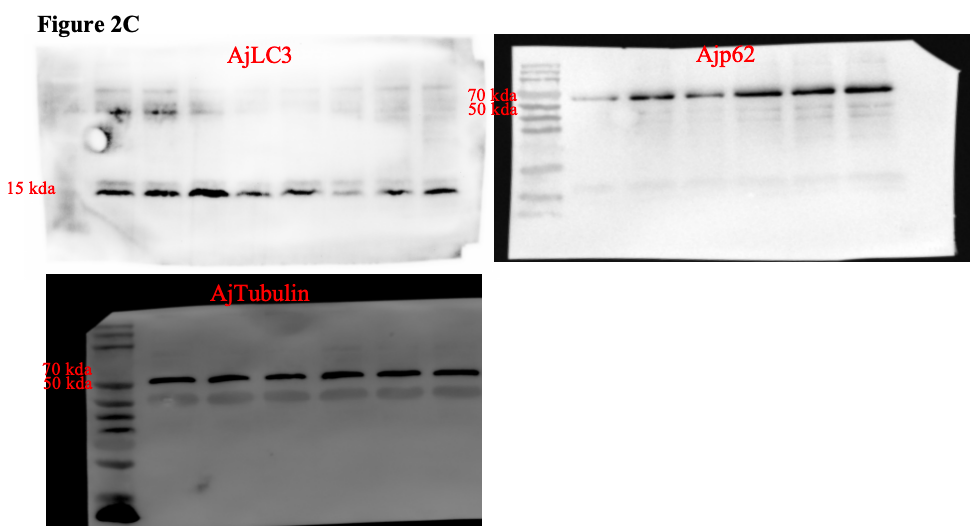 Figure 2C
AjLC3
15 kda
Ajp62
70 kda
50 kda
AjTubulin
70 kda
50 kda